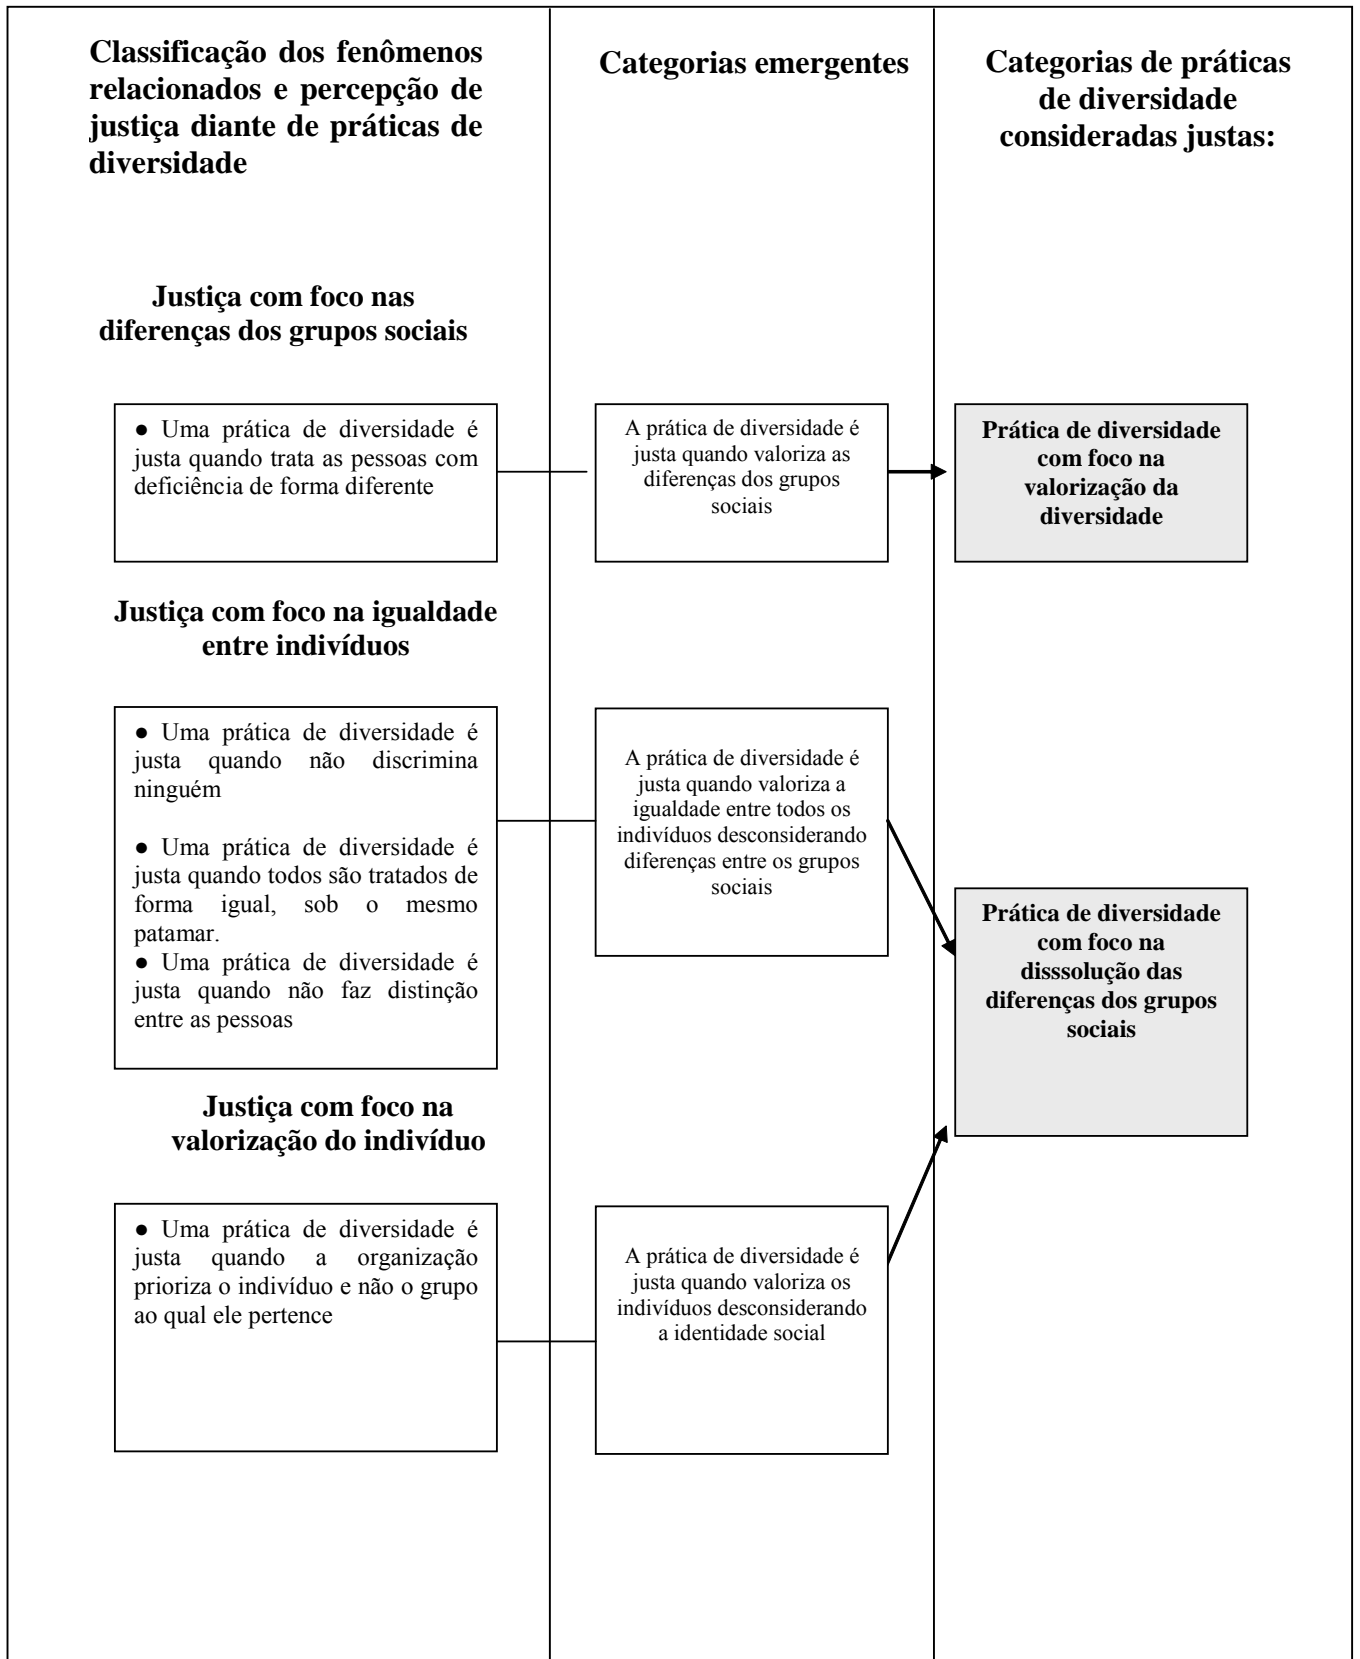 Classificação dos fenômenos
relacionados e percepção de
justiça diante de práticas de
diversidade
Categorias emergentes
Categorias de práticas
de diversidade
consideradas justas:
Justiça com foco nas
diferenças dos grupos sociais
● Uma prática de diversidade é
justa quando trata as pessoas com
deficiência de forma diferente
A prática de diversidade é
justa quando valoriza as
diferenças dos grupos
sociais
Prática de diversidade
com foco na
valorização da
diversidade
Justiça com foco na igualdade
entre indivíduos
● Uma prática de diversidade é
justa quando não discrimina
ninguém
● Uma prática de diversidade é
justa quando todos são tratados de
forma igual, sob o mesmo
patamar.
● Uma prática de diversidade é
justa quando não faz distinção
entre as pessoas
A prática de diversidade é
justa quando valoriza a
igualdade entre todos os
indivíduos desconsiderando
diferenças entre os grupos
sociais
Prática de diversidade
com foco na
disssolução das
diferenças dos grupos
sociais
Justiça com foco na
valorização do indivíduo
● Uma prática de diversidade é
justa quando a organização
prioriza o indivíduo e não o grupo
ao qual ele pertence
A prática de diversidade é
justa quando valoriza os
indivíduos desconsiderando
a identidade social